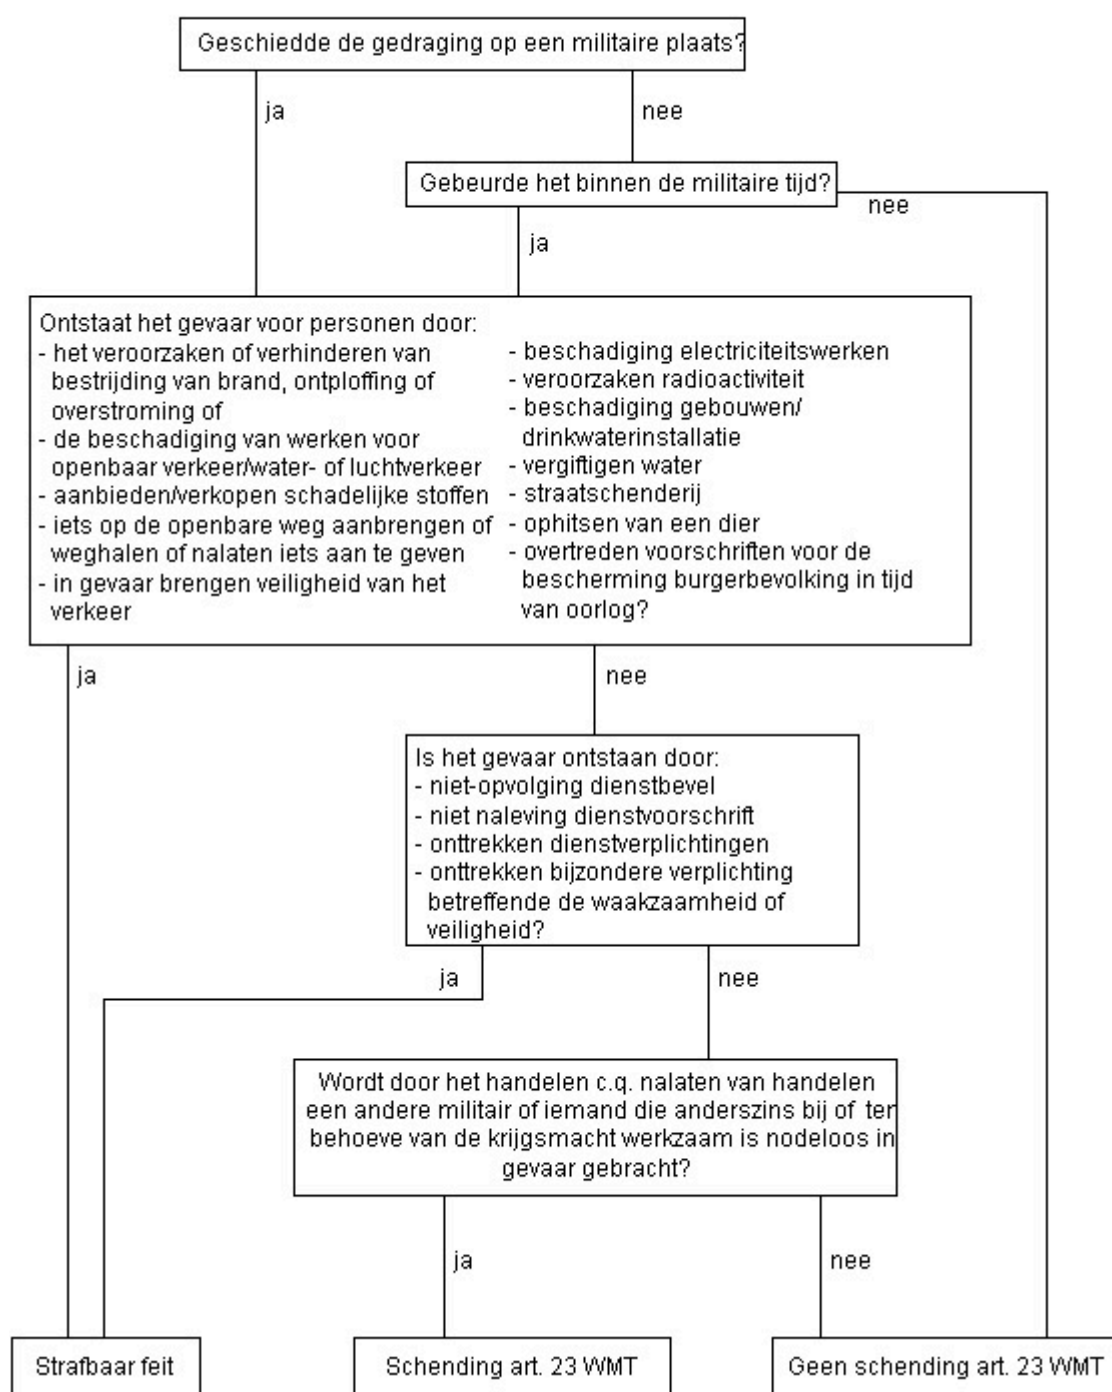 Geschiedde de gedraging op een militaire plaats?
ja
nee
Gebeurde het binnen de militaire tijd?
nee
ja
Ontstaat het gevaar voor personen door:
- het veroorzaken of verhinderen van
bestrijding van brand, ontploffing of
overstroming of
- de beschadiging van werken voor
openbaar verkeer/water- of luchtverkeer
- aanbieden/verkopen schadelijke stoffen
- iets op de openbare weg aanbrengen of
weghalen of nalaten iets aan te geven
- in gevaar brengen veiligheid van het
verkeer
- beschadiging electriciteitswerken
- veroorzaken radioactiviteit
- beschadiging gebouwen/
drinkwaterinstallatie
- vergiftigen water
- straatschenderij
- ophitsen van een dier
- overtreden voorschriften voor de
bescherming burgerbevolking in tijd
van oorlog?
ja
nee
Is het gevaar ontstaan door:
- niet-opvolging dienstbevel
- niet naleving dienstvoorschrift
- onttrekken dienstverplichtingen
- onttrekken bijzondere verplichting
betreffende de waakzaamheid of
veiligheid?
ja
nee
Wordt door het handelen c.q. nalaten van handelen
een andere militair of iemand die anderszins bij of ten
behoeve van de krijgsmacht werkzaam is nodeloos in
gevaar gebracht?
ja
nee
Strafbaar feit
Schending art. 23 WMT
Geen schending art. 23 WMT